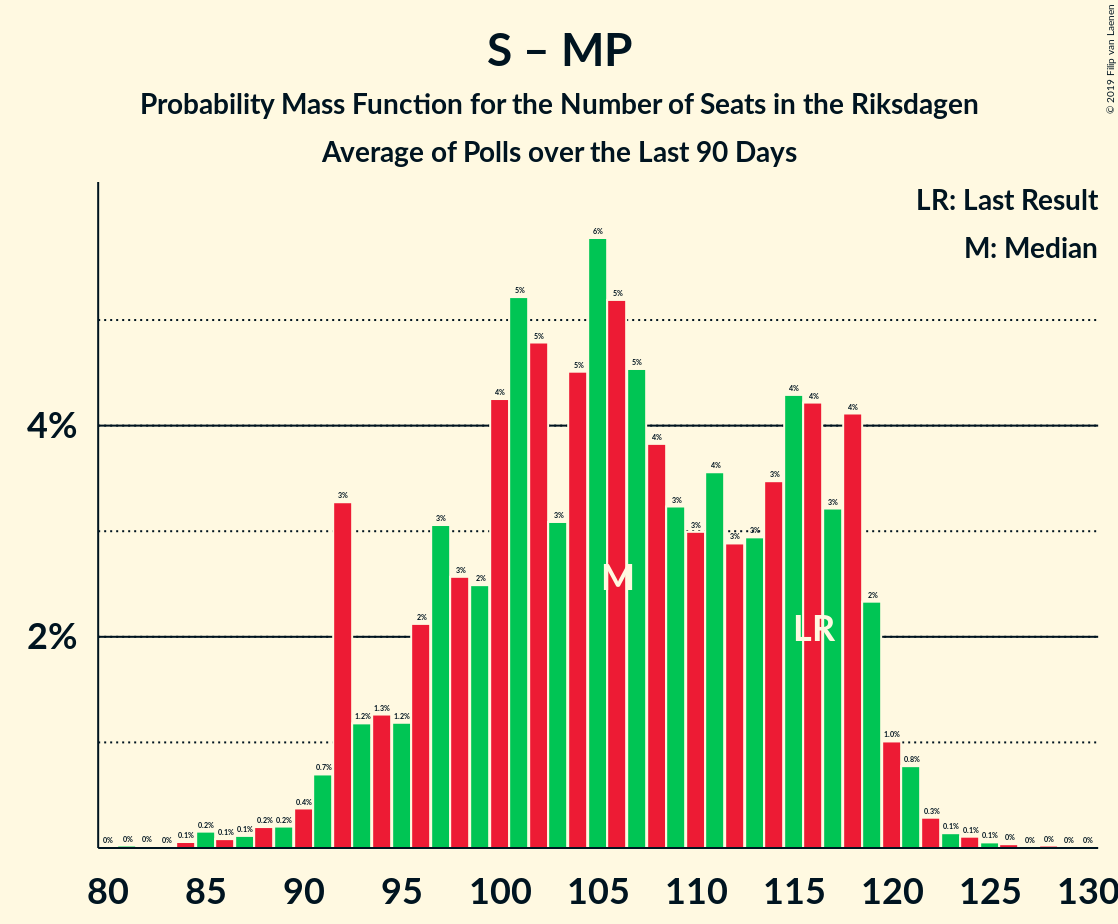 S – MP
Probability Mass Function for the Number of Seats in the Riksdagen
Average of Polls over the Last 90 Days
© 2019 Filip van Laenen
LR: Last Result
M: Median
4%
2%
0% 0% 0% 0% 0.1% 0.2% 0.1% 0.1% 0.2% 0.2% 0.4% 0.7% 3% 1.2% 1.3% 1.2% 2% 3% 3% 2% 4% 5% 5% 3% 5% 6% 5% 5% 4% 3% 3% 4% 3% 3% 3% 4% 4% 3% 4% 2% 1.0% 0.8% 0.3% 0.1% 0.1% 0.1% 0% 0% 0% 0% 0%
M
LR
80 85 90 95 100 105 110 115 120 125 130